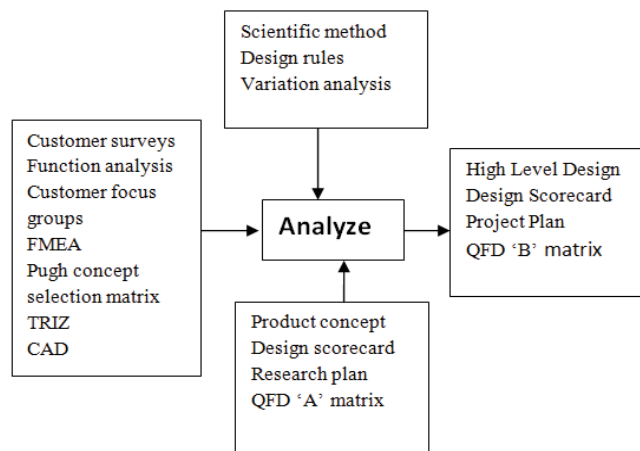 Scientific method
Design rules
Variation analysis
Customer surveys
Function analysis
Customer focus
groups
FMEA
Pugh concept
selection matrix
TRIZ
CAD
Analyze
High Level Design
Design Scorecard
Project Plan
QFD ‘B’ matrix
Product concept
Design scorecard
Research plan
QFD ‘A’ matrix